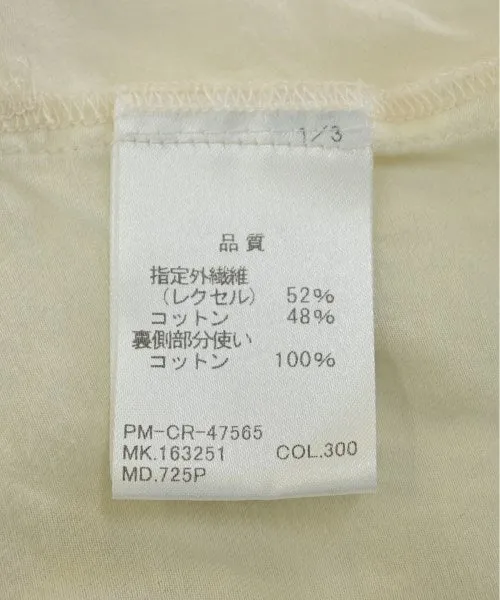 1/3
品質
指定外繊維
(レクセル) 52%
コットン 48%
裏側部分使い
コットン 100%
PM-CR-47565
MK.163251 COL.300
MD.725P